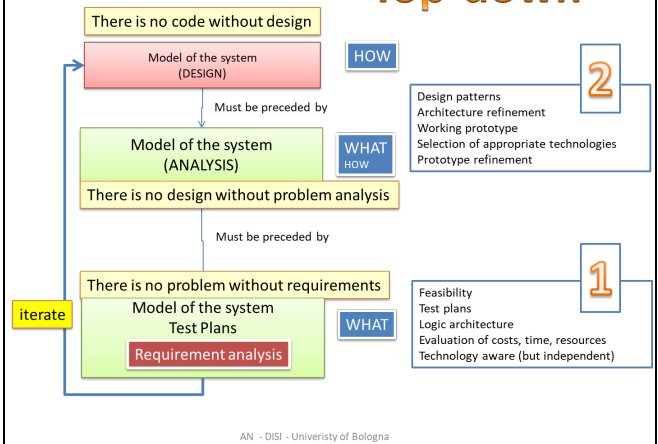 Top down
There is no code without design
Model of the system
(DESIGN)
HOW
Must be preceded by
2
Design patterns
Architecture refinement
Working prototype
Selection of appropriate technologies
Prototype refinement
Model of the system
(ANALYSIS)
WHAT
HOW
There is no design without problem analysis
Must be preceded by
There is no problem without requirements
Model of the system
Test Plans
Requirement analysis
WHAT
iterate
1
Feasibility
Test plans
Logic architecture
Evaluation of costs, time, resources
Technology aware (but independent)
AN - DISI - Univeristy of Bologna